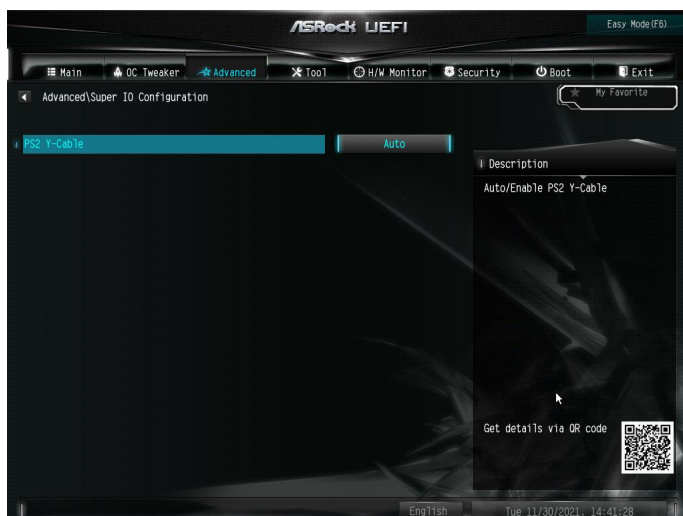 ASRock UEFI
Easy Mode(F6)
Main OC Tweaker Advanced Tool H/W Monitor Security Boot Exit
Advanced\Super IO Configuration
My Favorite
PS2 Y-Cable Auto
Description
Auto/Enable PS2 Y-Cable
Get details via QR code
English
Tue 11/30/2021. 14:41:28